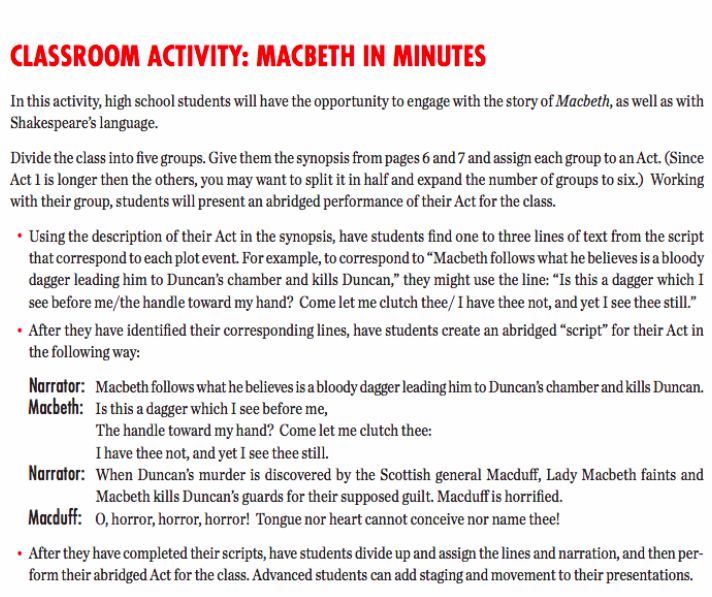 CLASSROOM ACTIVITY: MACBETH IN MINUTES
In this activity, high school students will have the opportunity to engage with the story of Macbeth, as well as with
Shakespeare's language.
Divide the class into five groups. Give them the synopsis from pages 6 and 7 and assign each group to an Act. (Since
Act 1 is longer then the others, you may want to split it in half and expand the number of groups to six.) Working
with their group, students will present an abridged performance of their Act for the class.
• Using the description of their Act in the synopsis, have students find one to three lines of text from the script
that correspond to each plot event. For example, to correspond to “Macbeth follows what he believes is a bloody
dagger leading him to Duncan's chamber and kills Duncan,” they might use the line: “Is this a dagger which I
see before me/the handle toward my hand? Come let me clutch thee/ I have thee not, and yet I see thee still.”
• After they have identified their corresponding lines, have students create an abridged “script” for their Act in
the following way:
Narrator: Macbeth follows what he believes is a bloody dagger leading him to Duncan's chamber and kills Duncan.
Macbeth: Is this a dagger which I see before me,
The handle toward my hand? Come let me clutch thee:
I have thee not, and yet I see thee still.
Narrator: When Duncan's murder is discovered by the Scottish general Macduff, Lady Macbeth faints and
Macbeth kills Duncan's guards for their supposed guilt. Macduff is horrified.
Macduff: O, horror, horror, horror! Tongue nor heart cannot conceive nor name thee!
• After they have completed their scripts, have students divide up and assign the lines and narration, and then per-
form their abridged Act for the class. Advanced students can add staging and movement to their presentations.